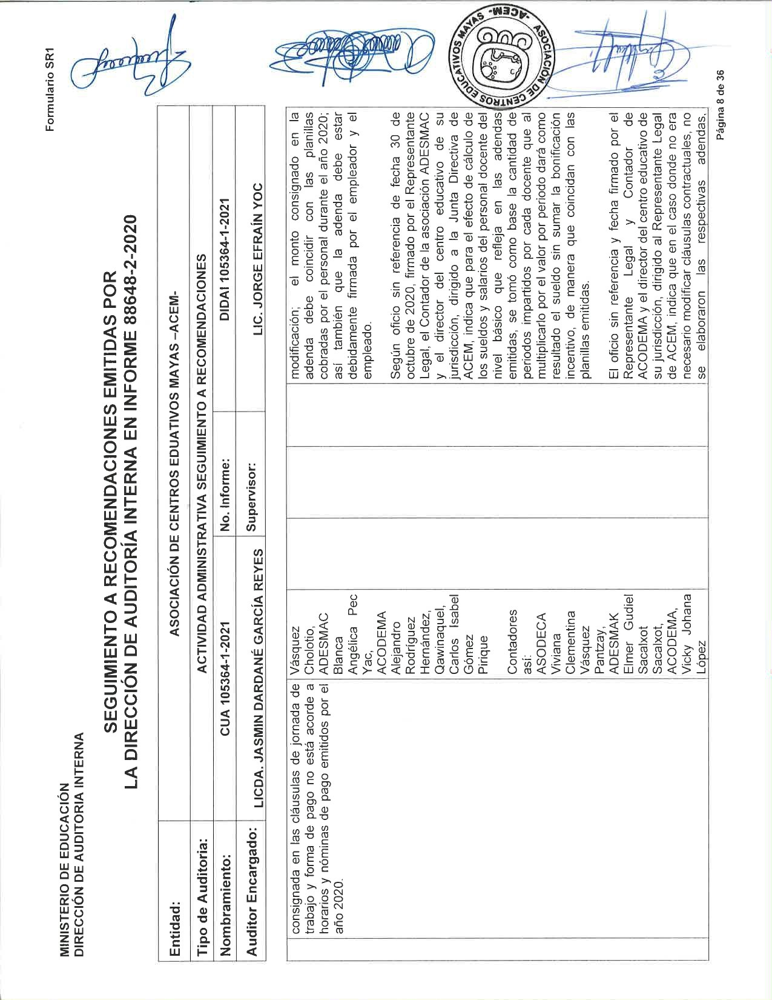 Formulario SR1
MINISTERIO DE EDUCACIÓN
DIRECCIÓN DE AUDITORIA INTERNA
SEGUIMIENTO A RECOMENDACIONES EMITIDAS POR
LA DIRECCIÓN DE AUDITORÍA INTERNA EN INFORME 88648-2-2020
Entidad: ASOCIACIÓN DE CENTROS EDUATIVOS MAYAS –ACEM-
Tipo de Auditoria: ACTIVIDAD ADMINISTRATIVA SEGUIMIENTO A RECOMENDACIONES
Nombramiento: CUA 105364-1-2021 No. Informe: DIDAI 105364-1-2021
Auditor Encargado: LICDA. JASMIN DARDANÉ GARCÍA REYES Supervisor: LIC. JORGE EFRAÍN YOC
consignada en las cláusulas de jornada de
trabajo y forma de pago no está acorde a
horarios y nóminas de pago emitidos por el
año 2020.
Vásquez
Cholotio,
ADESMAC
Blanca
Angélica Pec
Yac,
ACODEMA
Alejandro
Rodríguez
Hernández,
Qawinaquel,
Carlos Isabel
Gómez
Pirique
Contadores
así:
ASODECA
Viviana
Clementina
Vásquez
Pantzay,
ADESMAK
Elmer Gudiel
Sacalxot
Sacalxot,
ACODEMA,
Vicky Johana
López
modificación; el monto consignado en la
adenda debe coincidir con las planillas
cobradas por el personal durante el año 2020;
así también que la adenda debe estar
debidamente firmada por el empleador y el
empleado.
Según oficio sin referencia de fecha 30 de
octubre de 2020, firmado por el Representante
Legal, el Contador de la asociación ADESMAC
y el director del centro educativo de su
jurisdicción, dirigido a la Junta Directiva de
ACEM, indica que para el efecto de cálculo de
los sueldos y salarios del personal docente del
nivel básico que refleja en las adendas
emitidas, se tomó como base la cantidad de
periodos impartidos por cada docente que al
multiplicarlo por el valor por periodo dará como
resultado el sueldo sin sumar la bonificación
incentivo, de manera que coincidan con las
planillas emitidas.
El oficio sin referencia y fecha firmado por el
Representante Legal y Contador de
ACODEMA y el director del centro educativo de
su jurisdicción, dirigido al Representante Legal
de ACEM, indica que en el caso donde no era
necesario modificar cláusulas contractuales, no
se elaboraron las respectivas adendas,
ASOCIACIÓN DE CENTROS EDUCATIVOS MAYAS -ACEM-
Página 8 de 36